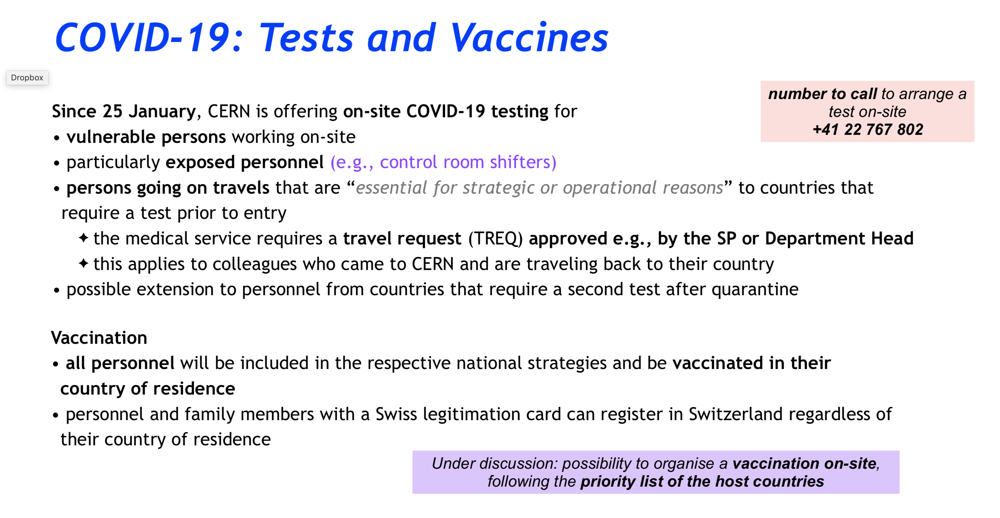 COVID-19: Tests and Vaccines
Dropbox
number to call to arrange a
test on-site
+41 22 767 802
Since 25 January, CERN is offering on-site COVID-19 testing for
• vulnerable persons working on-site
• particularly exposed personnel (e.g., control room shifters)
• persons going on travels that are “essential for strategic or operational reasons” to countries that
require a test prior to entry
✦ the medical service requires a travel request (TREQ) approved e.g., by the SP or Department Head
✦ this applies to colleagues who came to CERN and are traveling back to their country
• possible extension to personnel from countries that require a second test after quarantine
Vaccination
• all personnel will be included in the respective national strategies and be vaccinated in their
country of residence
• personnel and family members with a Swiss legitimation card can register in Switzerland regardless of
their country of residence
Under discussion: possibility to organise a vaccination on-site,
following the priority list of the host countries